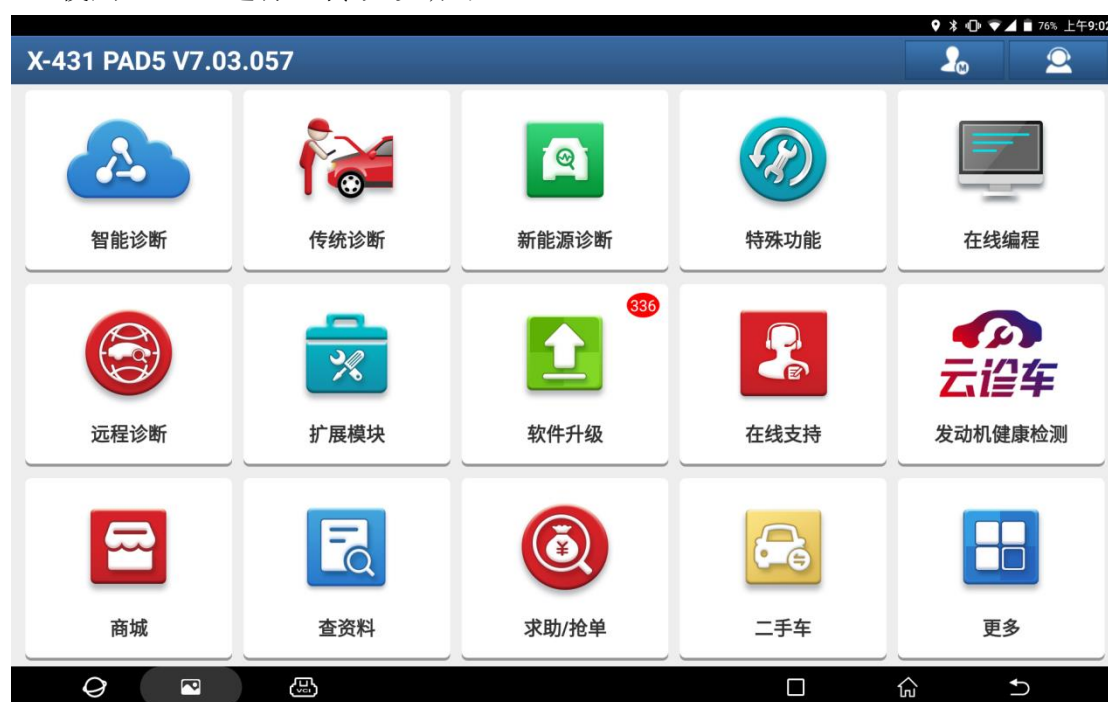 76% 上午9:02
X-431 PAD5 V7.03.057
M
智能诊断
传统诊断
新能源诊断
特殊功能
在线编程
336
云诊车
远程诊断
扩展模块
软件升级
在线支持
发动机健康检测
¥
商城
查资料
求助/抢单
二手车
更多
VCI